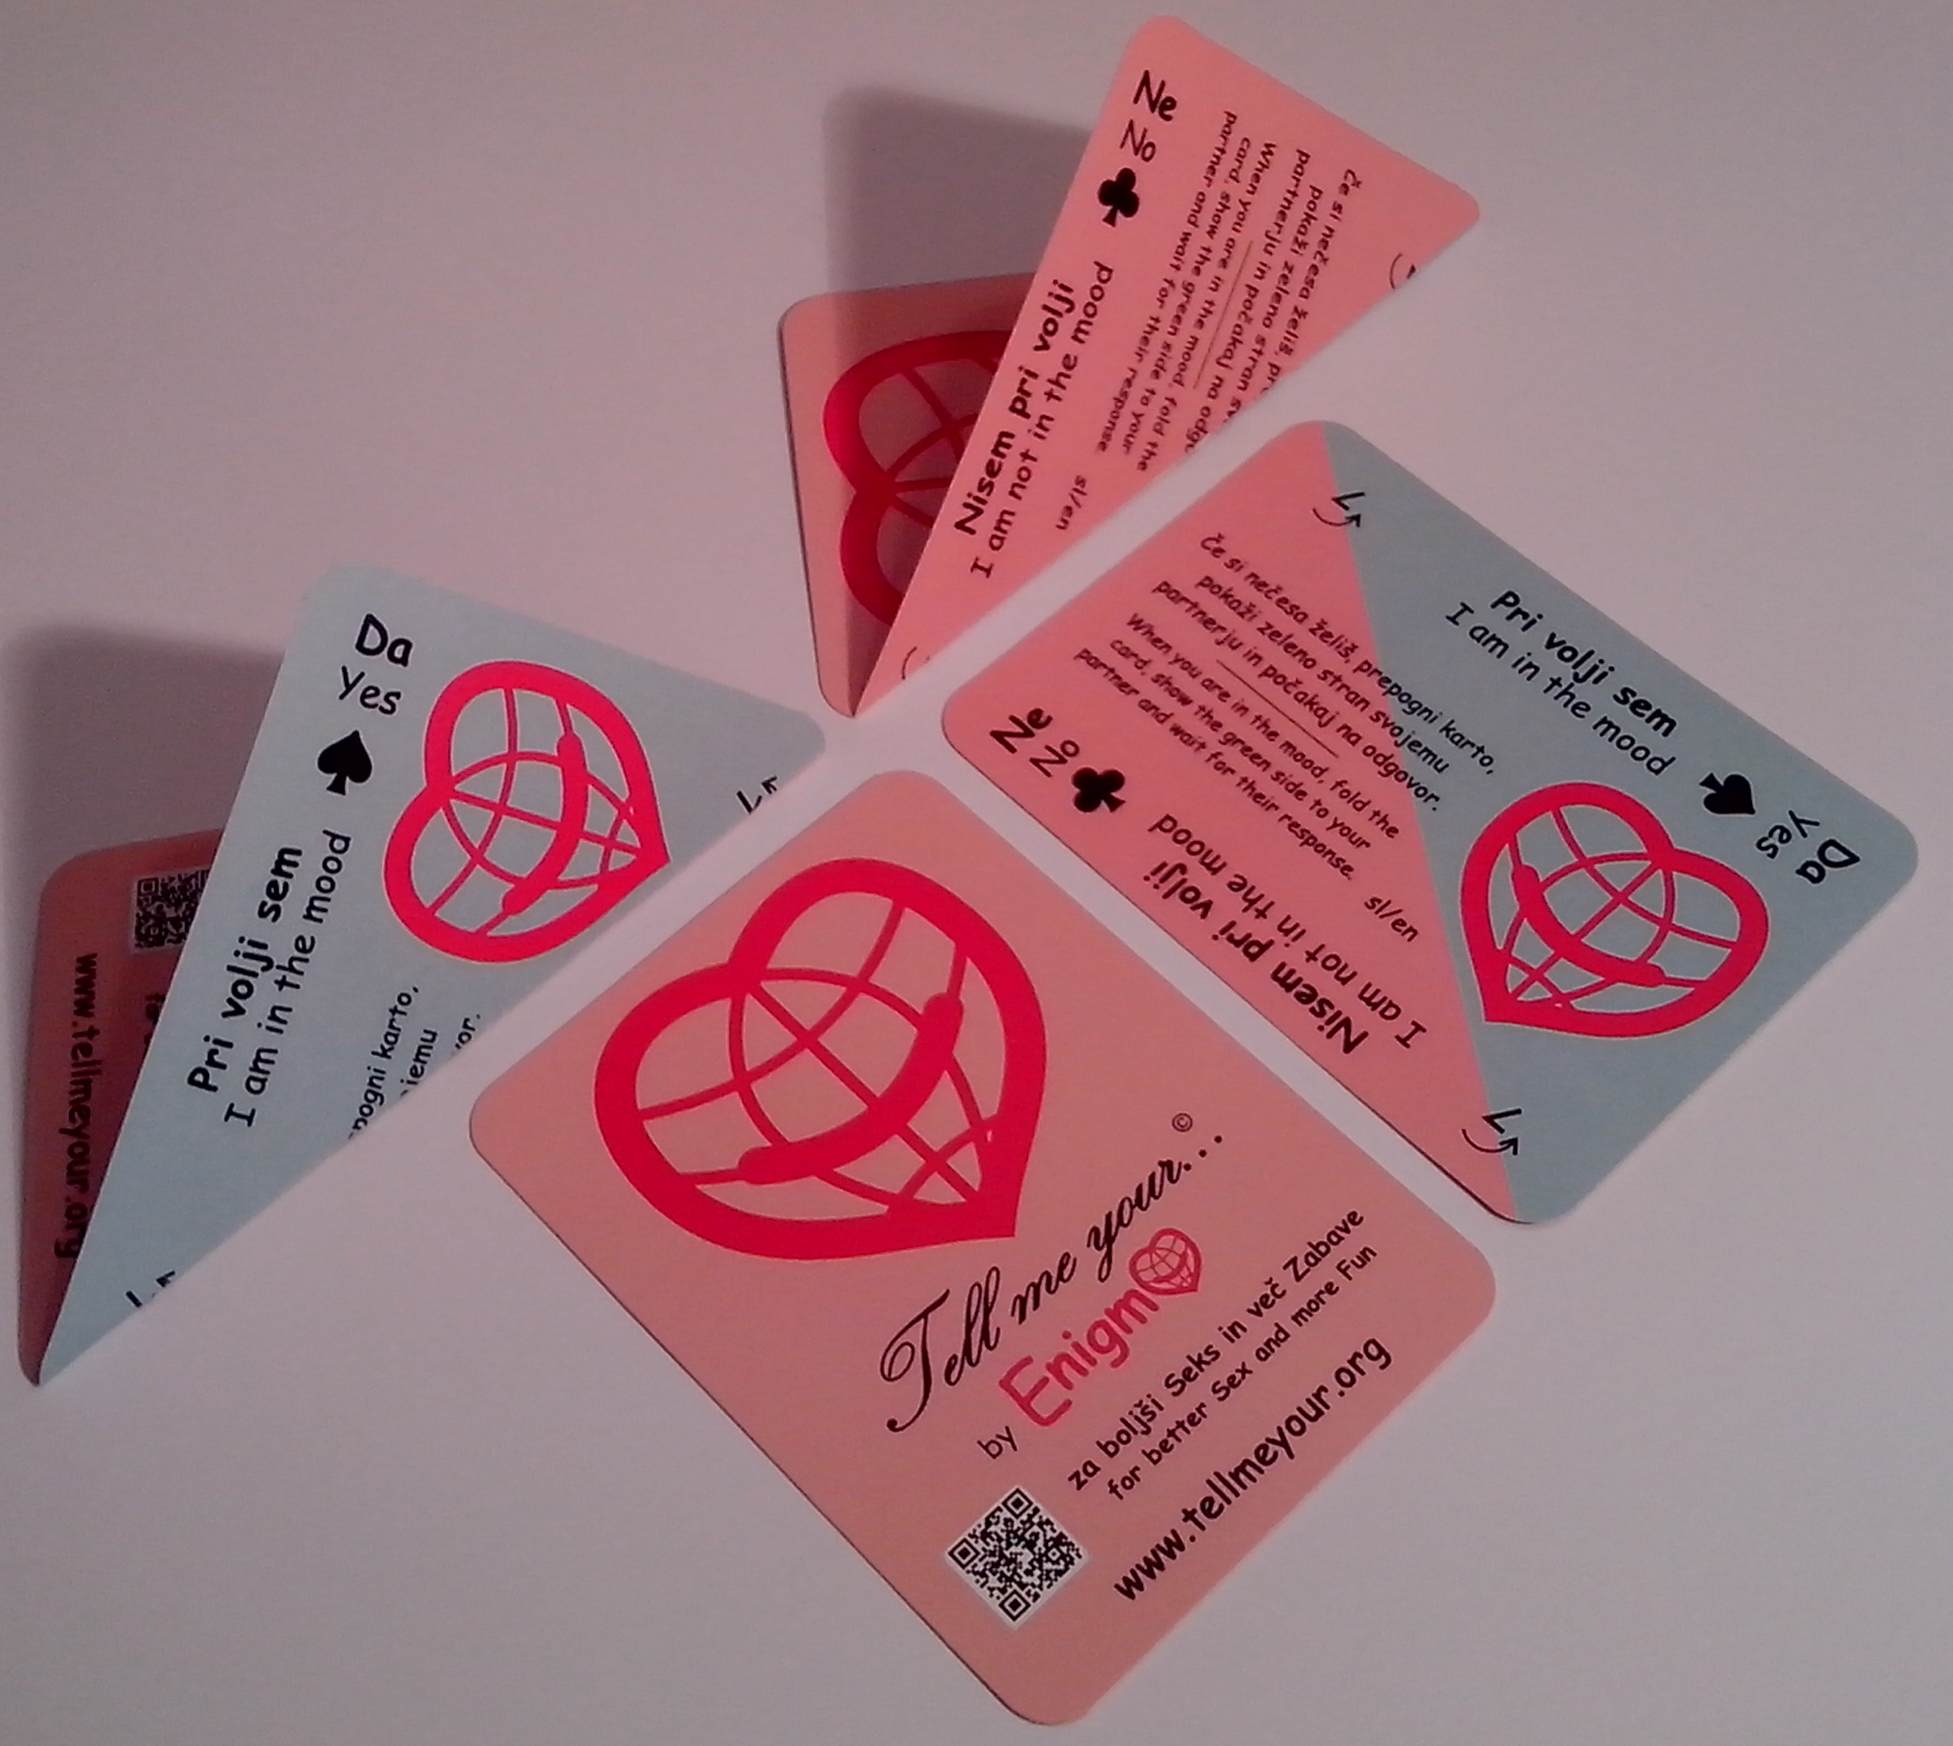 Ne
No
Nisem pri volji
I am not in the mood
Če si nečesa želiš, pr
pokaži zeleno stran sv
partnerju in počakaj na odgo
When you are in the mood, fold the
card, show the green side to your
partner and wait for their response.
sl/en
Pri volji sem
I am in the mood
Da
Yes
Če si nečesa želiš, prepogni karto,
pokaži zeleno stran svojemu
partnerju in počakaj na odgovor.
When you are in the mood, fold the
card, show the green side to your
partner and wait for their response.
sl/en
Ne
No
Nisem pri volji
I am not in the mood
Da
Yes
Pri volji sem
I am in the mood
pogni karto,
jemu
vor.
www.tellmeyour.org
Tell me your...©
by Enigma
za boljši Seks in več Zabave
for better Sex and more Fun
www.tellmeyour.org